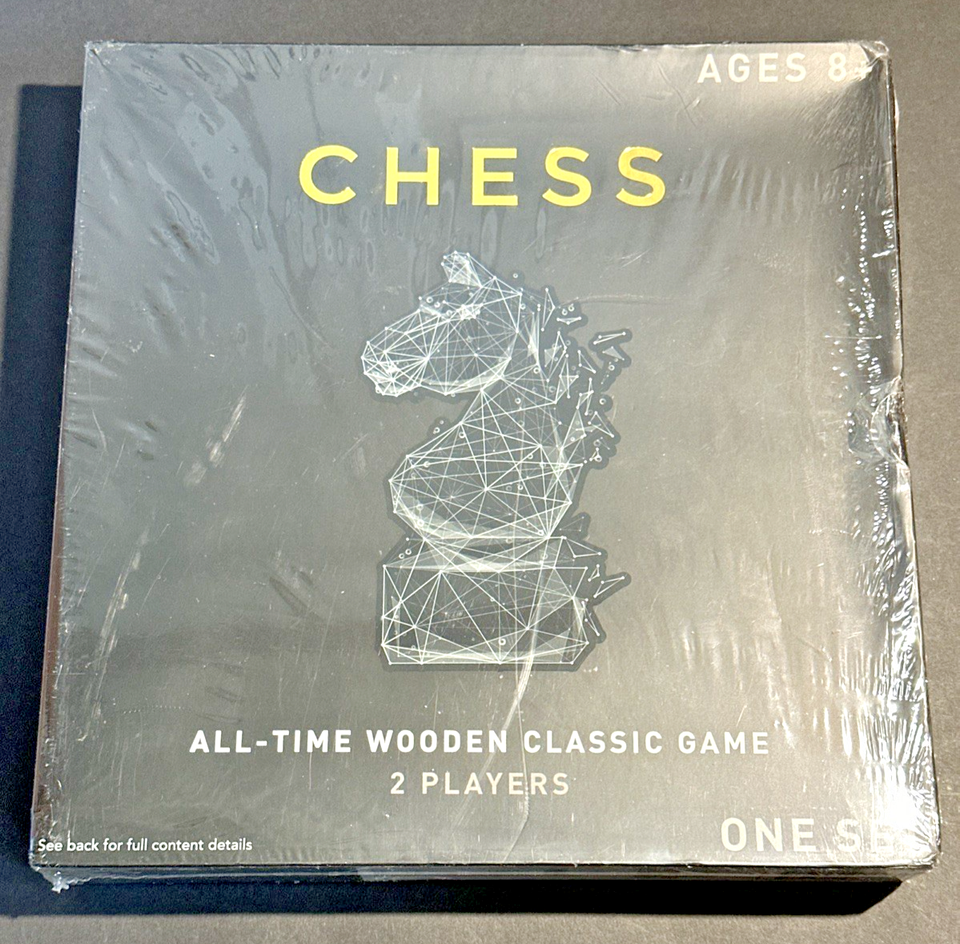 AGES 8+
CHESS
ALL-TIME WOODEN CLASSIC GAME
2 PLAYERS
See back for full content details
ONE